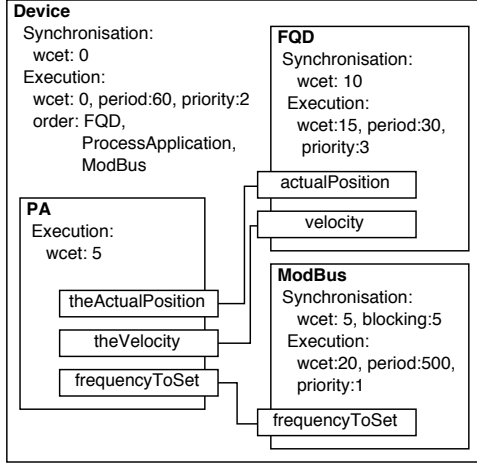 Device
Synchronisation:
wcet: 0
Execution:
wcet: 0, period:60, priority:2
order: FQD,
ProcessApplication,
ModBus
FQD
Synchronisation:
wcet: 10
Execution:
wcet:15, period:30,
priority:3
actualPosition
velocity
PA
Execution:
wcet: 5
theActualPosition
theVelocity
frequencyToSet
ModBus
Synchronisation:
wcet: 5, blocking:5
Execution:
wcet:20, period:500,
priority:1
frequencyToSet